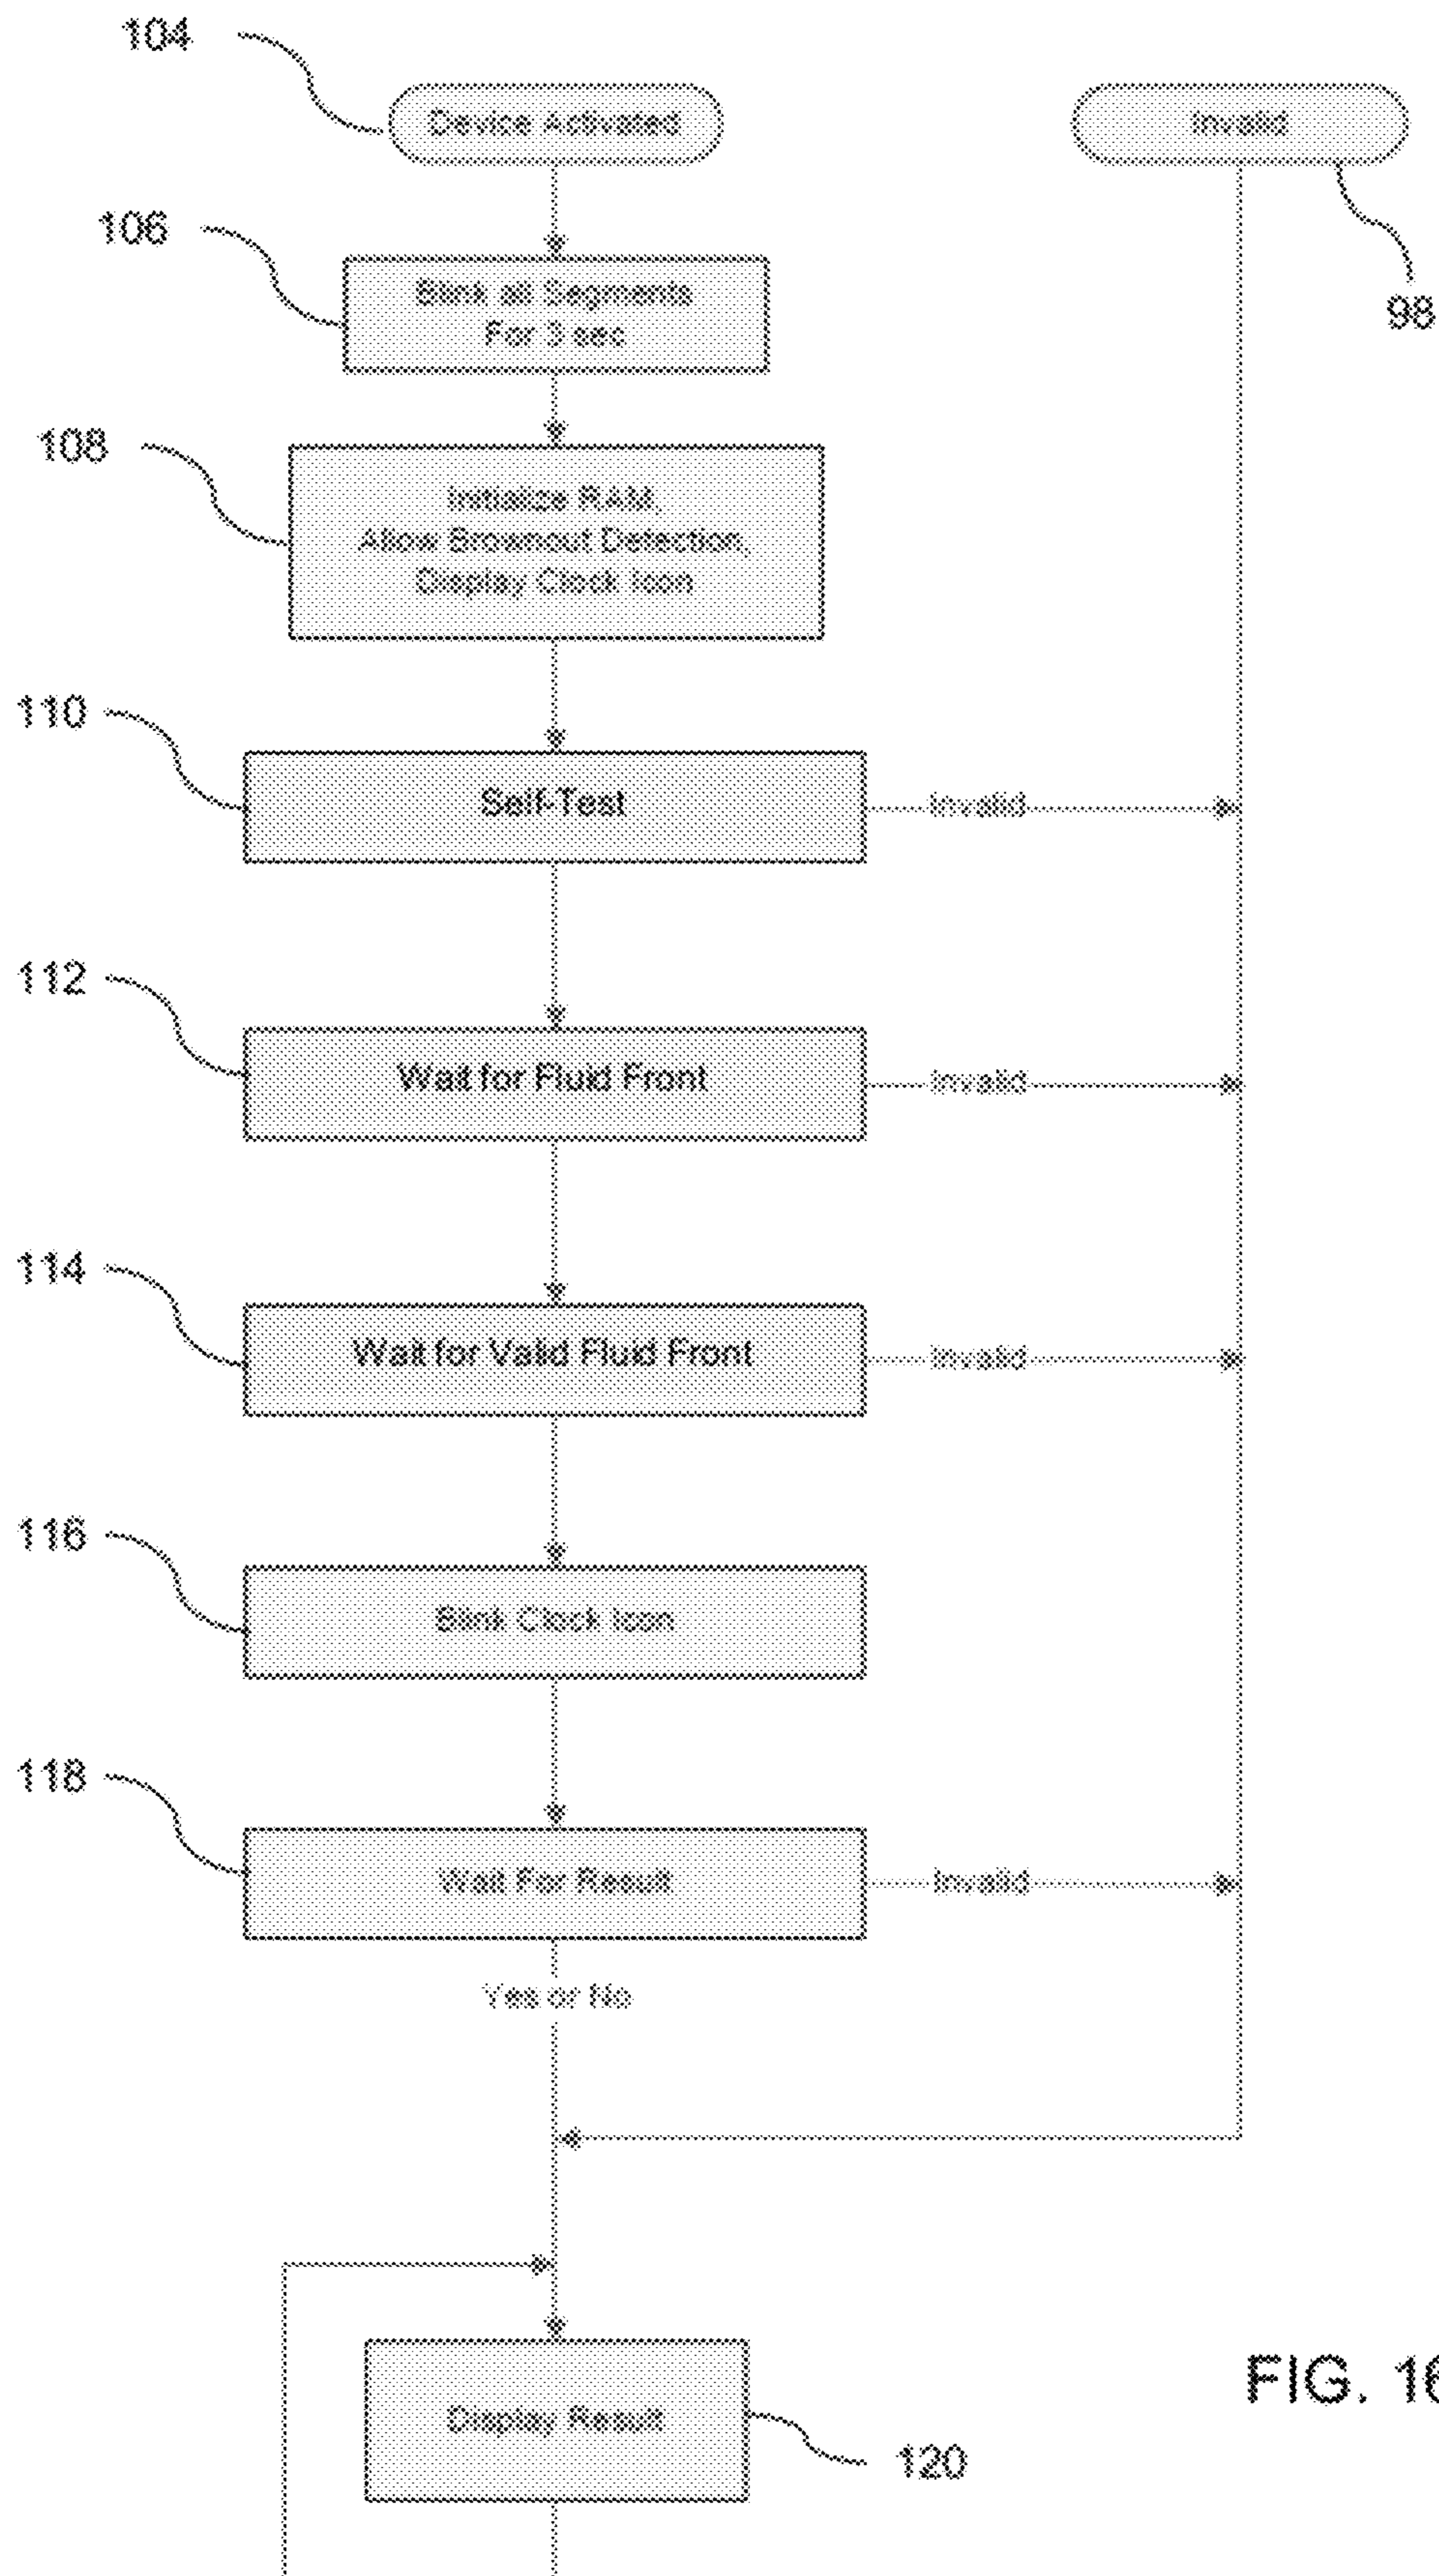 104
Device Activated
Invalid
98
106
Blink all Segments
For 3 sec
108
Initialize RAM,
Allow Brownout Detection,
Display Clock Icon
110
Self-Test
Invalid
112
Wait for Fluid Front
Invalid
114
Wait for Valid Fluid Front
Invalid
116
Blink Clock Icon
118
Wait For Result
Invalid
Yes or No
Display Result
120
FIG. 16